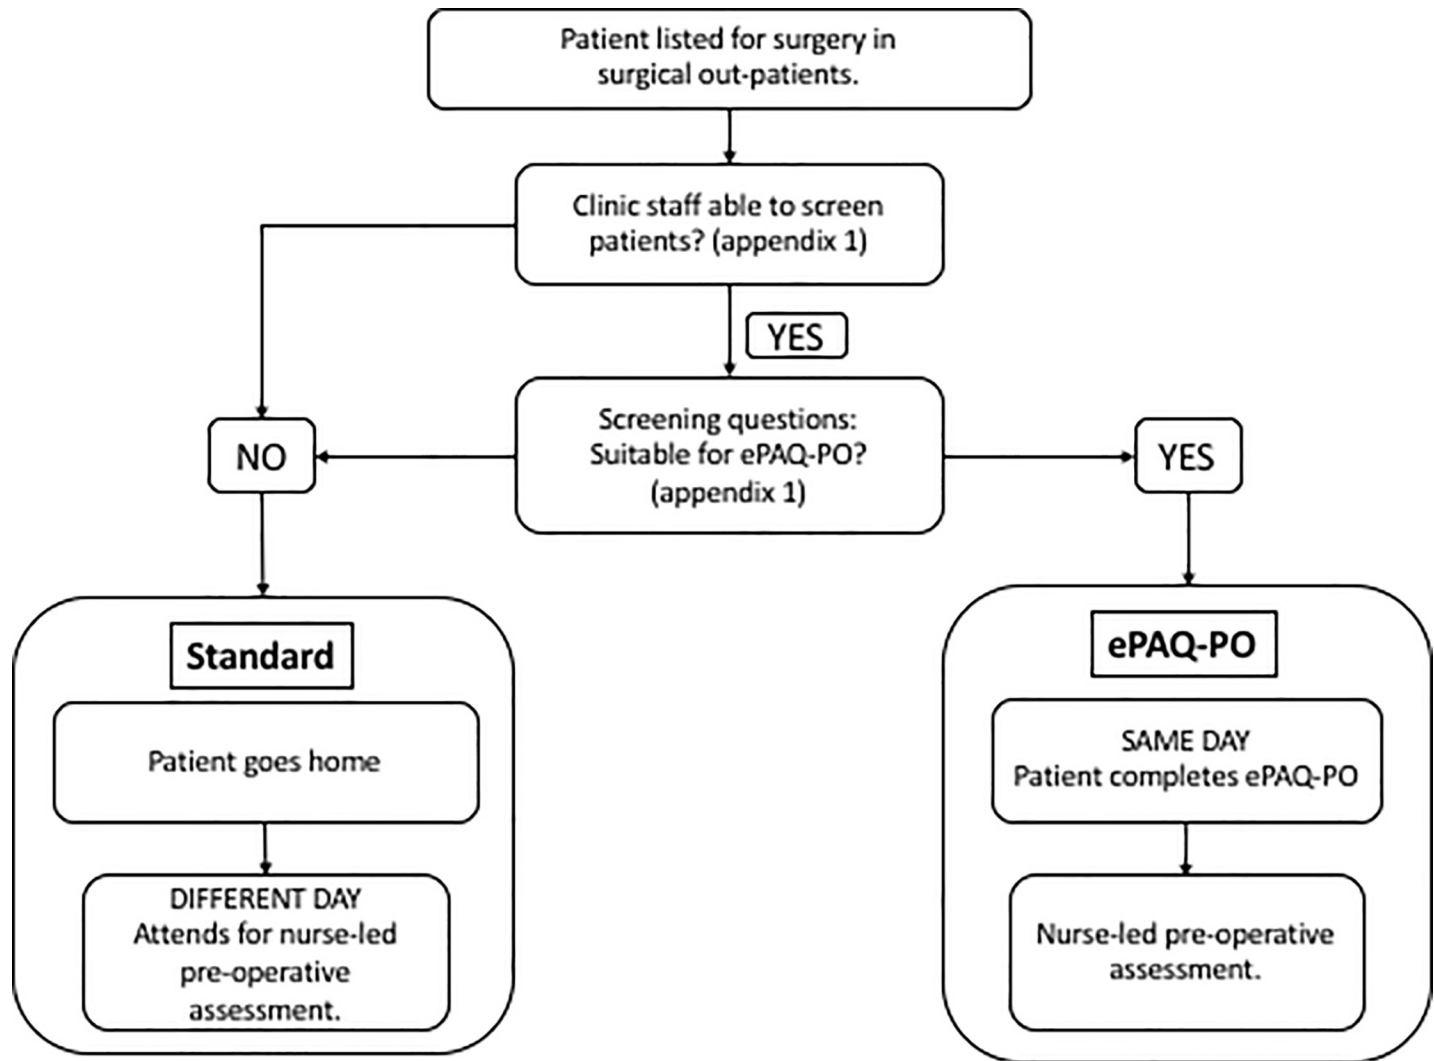 Patient listed for surgery in
surgical out-patients.
Clinic staff able to screen
patients? (appendix 1)
YES
Screening questions:
Suitable for ePAQ-PO?
(appendix 1)
NO
YES
Standard
Patient goes home
DIFFERENT DAY
Attends for nurse-led
pre-operative
assessment.
ePAQ-PO
SAME DAY
Patient completes ePAQ-PO
Nurse-led pre-operative
assessment.